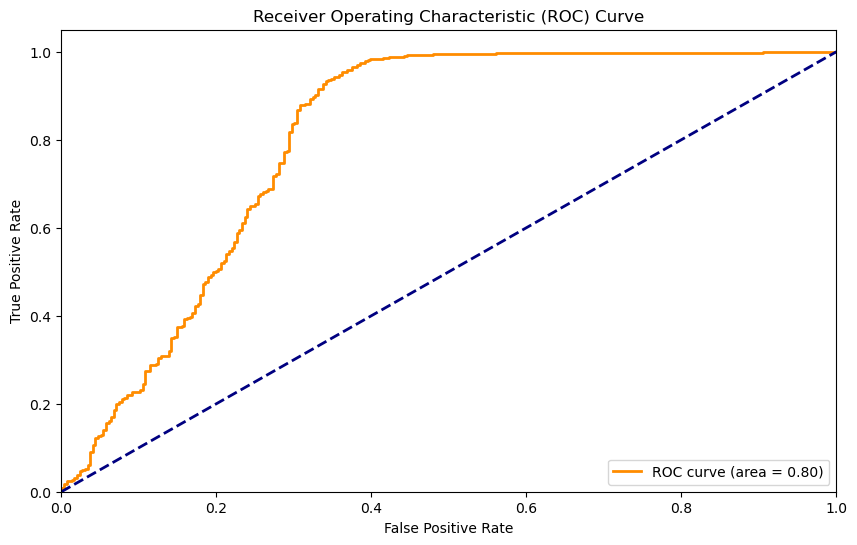 Receiver Operating Characteristic (ROC) Curve
1.0
0.8
0.6
0.4
0.2
0.0
True Positive Rate
ROC curve (area = 0.80)
0.0 0.2 0.4 0.6 0.8 1.0
False Positive Rate